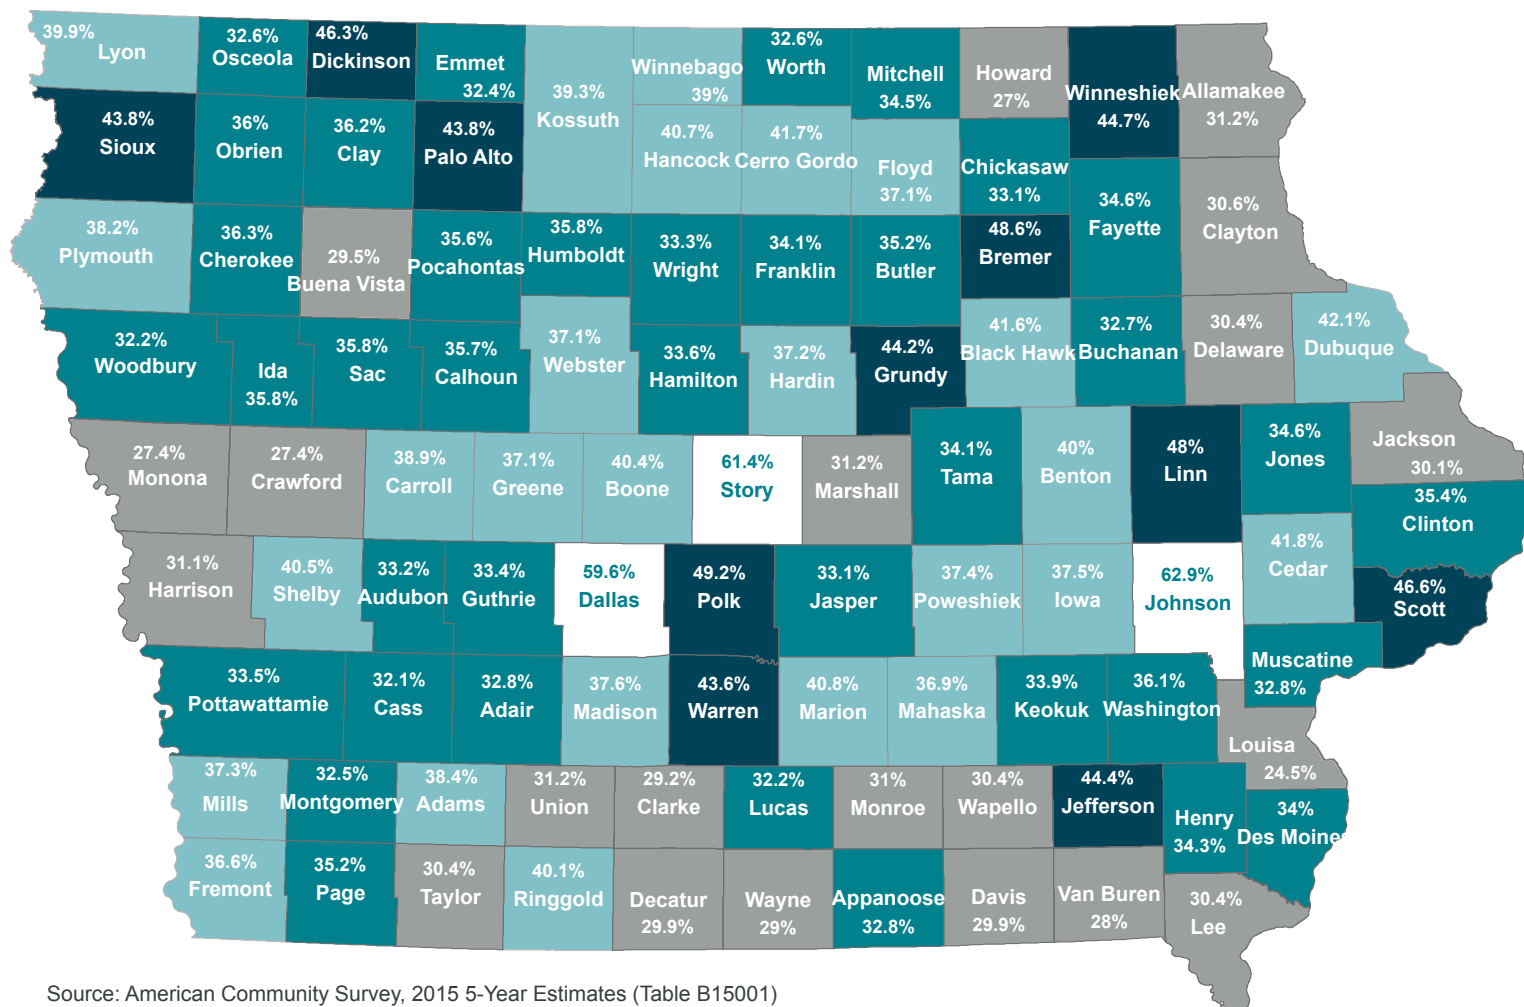 39.9%
Lyon
32.6%
Osceola
46.3%
Dickinson
Emmet
32.4%
39.3%
Kossuth
Winnebago
39%
32.6%
Worth
Mitchell
34.5%
Howard
27%
Winneshiek
44.7%
Allamakee
31.2%
43.8%
Sioux
36%
Obrien
36.2%
Clay
43.8%
Palo Alto
40.7%
Hancock
41.7%
Cerro Gordo
Floyd
37.1%
Chickasaw
33.1%
34.6%
Fayette
30.6%
Clayton
38.2%
Plymouth
36.3%
Cherokee
29.5%
Buena Vista
35.6%
Pocahontas
35.8%
Humboldt
33.3%
Wright
34.1%
Franklin
35.2%
Butler
48.6%
Bremer
32.2%
Woodbury
Ida
35.8%
35.8%
Sac
35.7%
Calhoun
37.1%
Webster
33.6%
Hamilton
37.2%
Hardin
44.2%
Grundy
41.6%
Black Hawk
32.7%
Buchanan
30.4%
Delaware
42.1%
Dubuque
27.4%
Monona
27.4%
Crawford
38.9%
Carroll
37.1%
Greene
40.4%
Boone
61.4%
Story
31.2%
Marshall
34.1%
Tama
40%
Benton
48%
Linn
34.6%
Jones
Jackson
30.1%
35.4%
Clinton
31.1%
Harrison
40.5%
Shelby
33.2%
Audubon
33.4%
Guthrie
59.6%
Dallas
49.2%
Polk
33.1%
Jasper
37.4%
Poweshiek
37.5%
Iowa
62.9%
Johnson
41.8%
Cedar
46.6%
Scott
33.5%
Pottawattamie
32.1%
Cass
32.8%
Adair
37.6%
Madison
43.6%
Warren
40.8%
Marion
36.9%
Mahaska
33.9%
Keokuk
36.1%
Washington
Muscatine
32.8%
Louisa
24.5%
37.3%
Mills
32.5%
Montgomery
38.4%
Adams
31.2%
Union
29.2%
Clarke
32.2%
Lucas
31%
Monroe
30.4%
Wapello
44.4%
Jefferson
Henry
34.3%
34%
Des Moines
36.6%
Fremont
35.2%
Page
30.4%
Taylor
40.1%
Ringgold
Decatur
29.9%
Wayne
29%
Appanoose
32.8%
Davis
29.9%
Van Buren
28%
30.4%
Lee
Source: American Community Survey, 2015 5-Year Estimates (Table B15001)